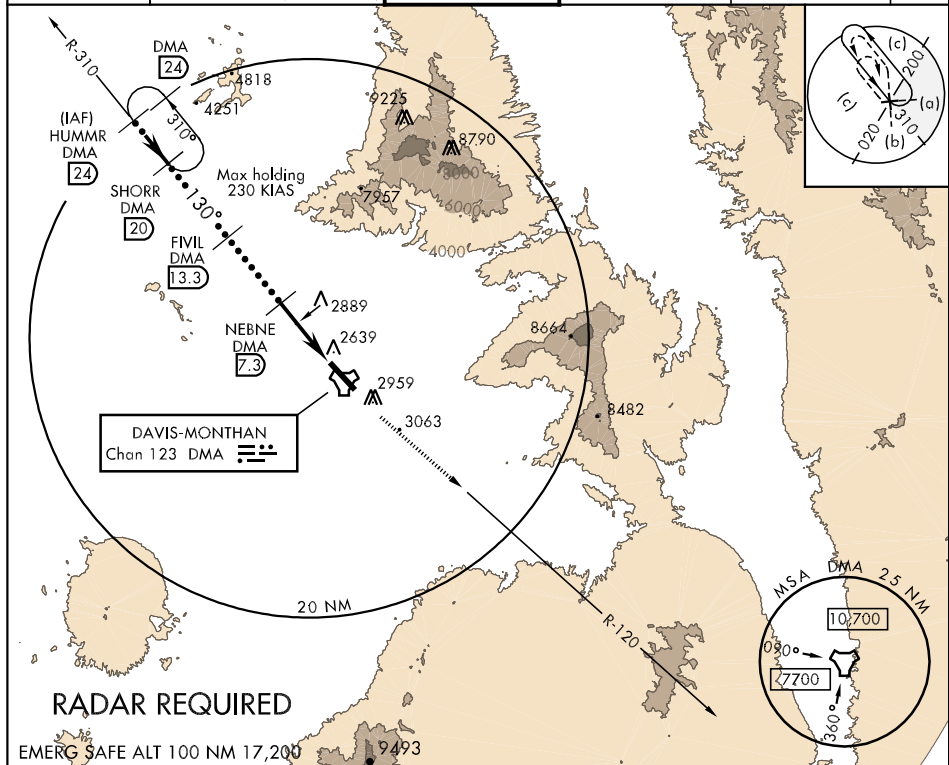 R-310
DMA
24
4818
4251
310°
(IAF)
HUMMR
DMA
24
SHORR
DMA
20
Max holding
230 KIAS
130°
FIVIL
DMA
13.3
NEBNE
DMA
7.3
2889
2639
2959
3063
9225
8790
8000
7957
6000
4000
8664
8482
DAVIS-MONTHAN
Chan 123 DMA
20 NM
R-120
RADAR REQUIRED
EMERG SAFE ALT 100 NM 17,200
9493
(c)
200
(c)
(a)
310
(b)
020
MSA DMA 25 NM
10,700
090°
7700
360°